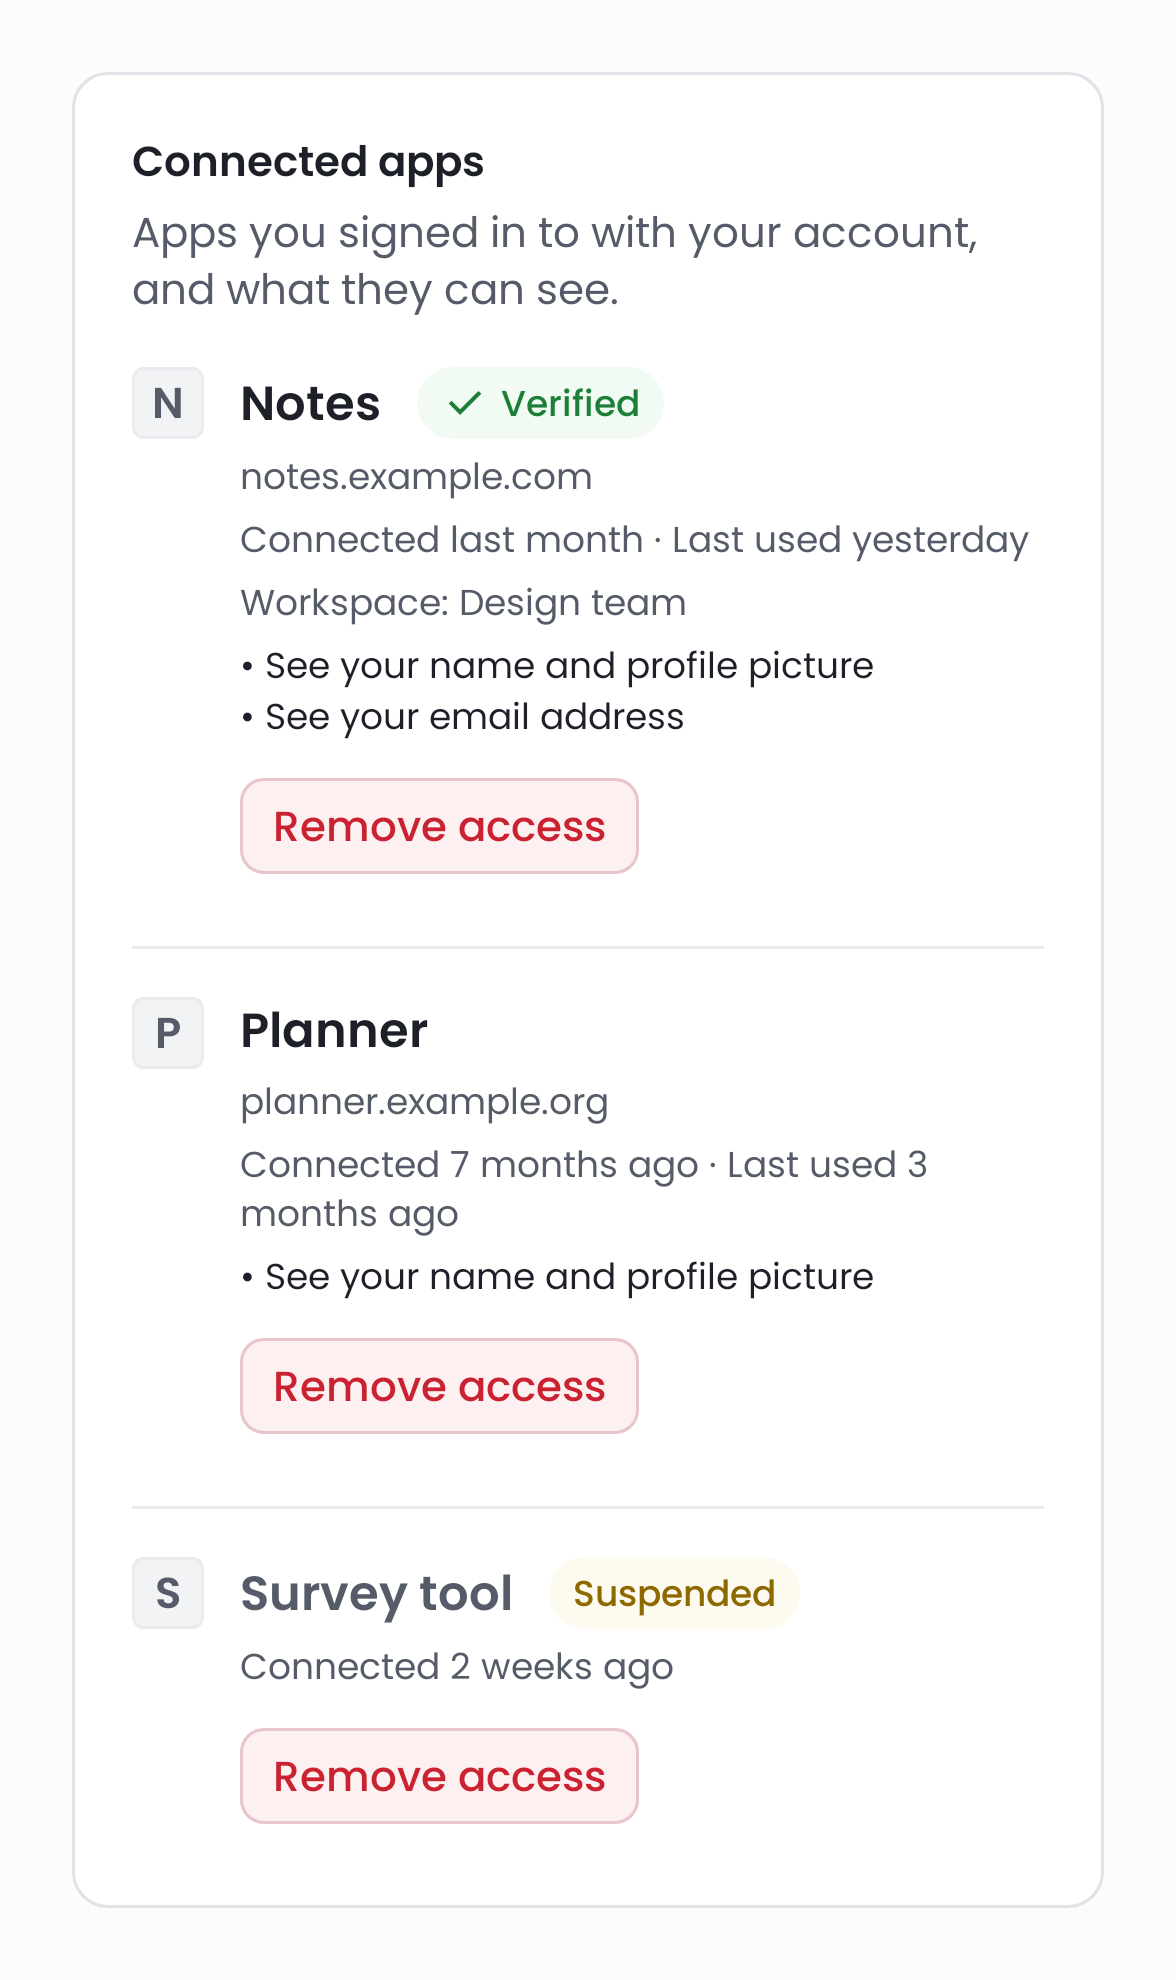 Connected apps
Apps you signed in to with your account,
and what they can see.
N
Notes
Verified
notes.example.com
Connected last month · Last used yesterday
Workspace: Design team
• See your name and profile picture
• See your email address
Remove access
P
Planner
planner.example.org
Connected 7 months ago · Last used 3
months ago
• See your name and profile picture
Remove access
S
Survey tool
Suspended
Connected 2 weeks ago
Remove access